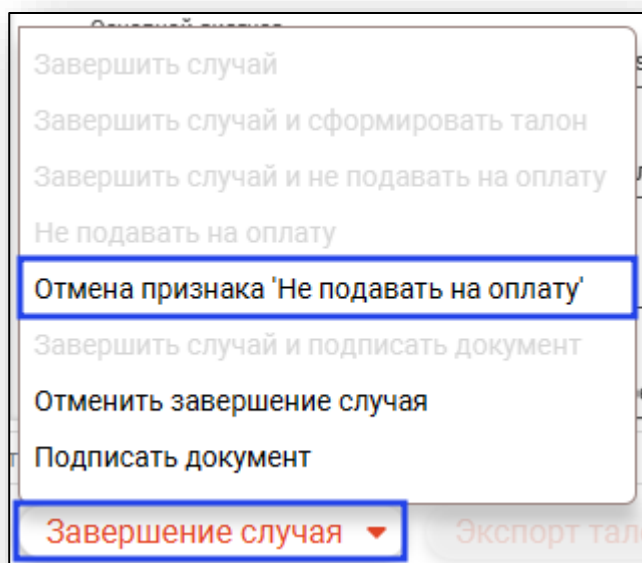 Завершить случай
Завершить случай и сформировать талон
Завершить случай и не подавать на оплату
Не подавать на оплату
Отмена признака 'Не подавать на оплату'
Завершить случай и подписать документ
Отменить завершение случая
Подписать документ
Завершение случая
Экспорт